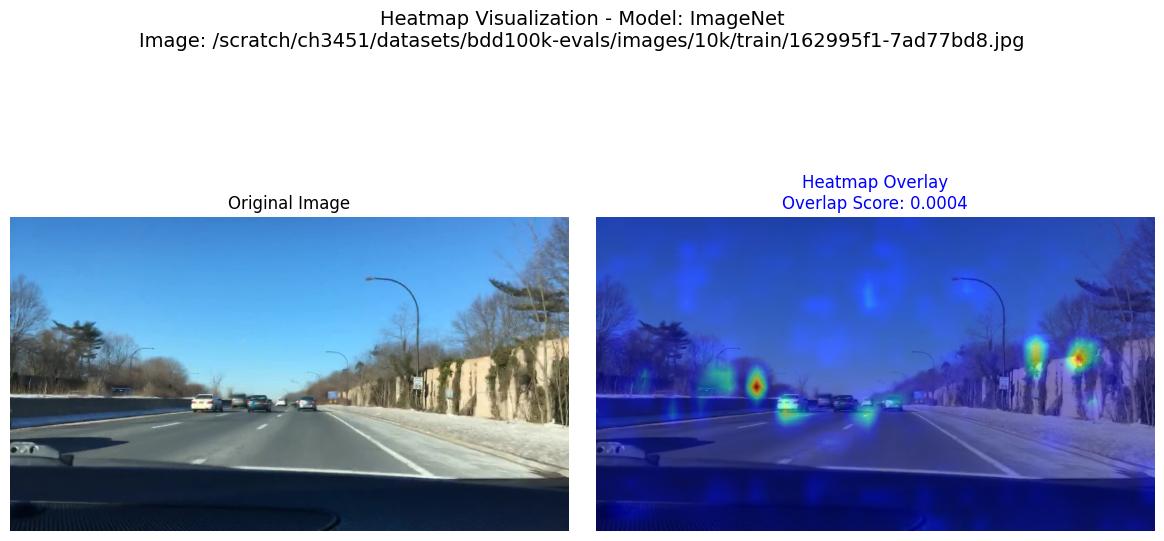 Heatmap Visualization - Model: ImageNet
Image: /scratch/ch3451/datasets/bdd100k-evals/images/10k/train/162995f1-7ad77bd8.jpg
Original Image
Heatmap Overlay
Overlap Score: 0.0004